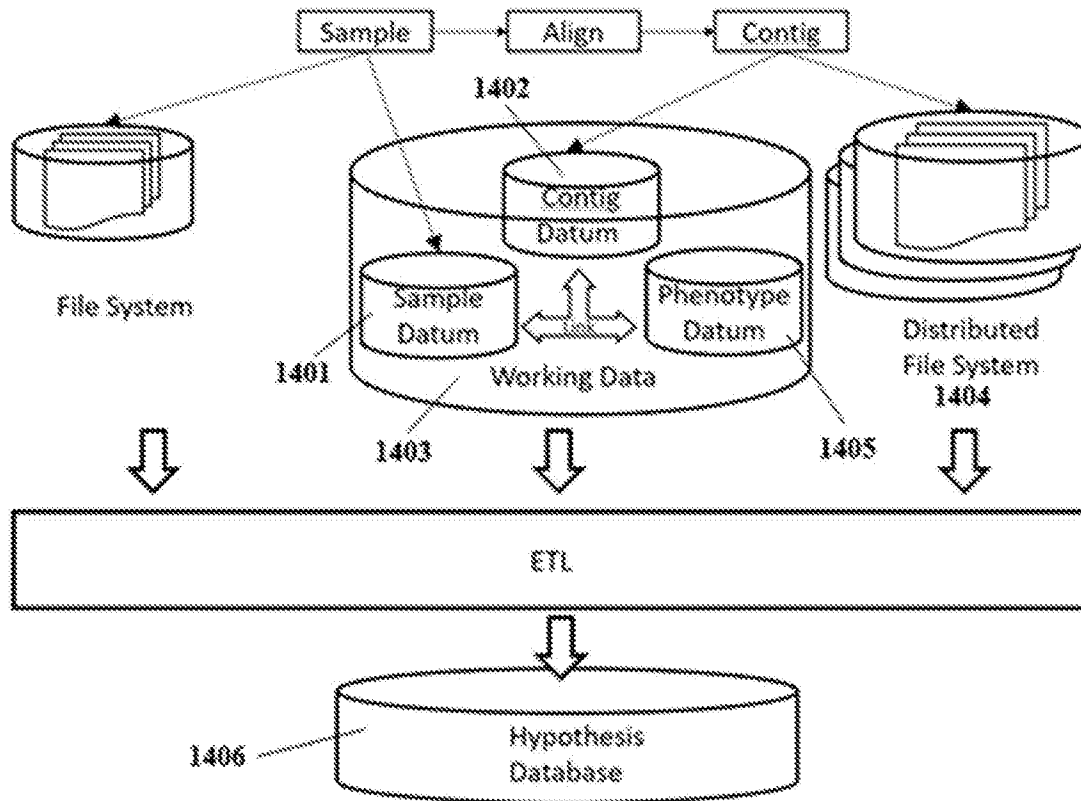 Sample
Align
Contig
1402
Contig
Datum
Sample
Datum
Phenotype
Datum
File System
Distributed
File System
1404
1401
Working Data
1403
1405
ETL
1406
Hypothesis
Database